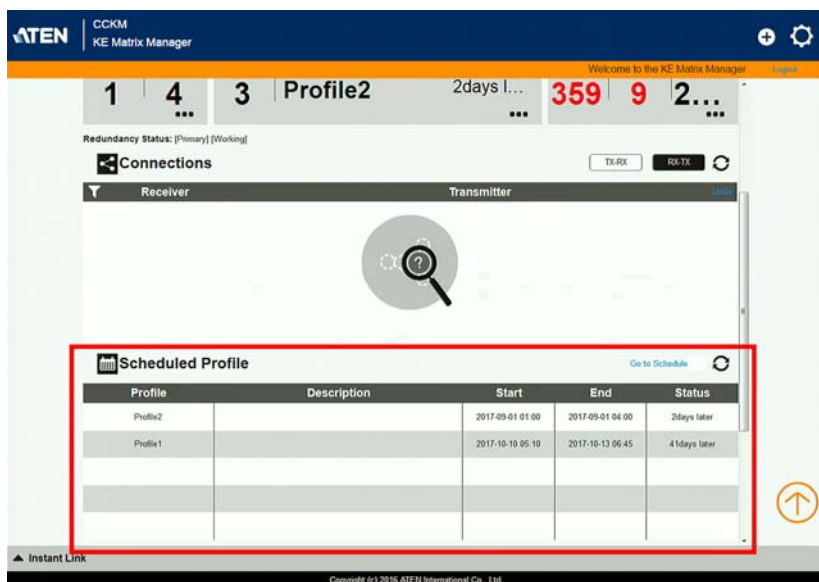 ATEN
CCKM
KE Matrix Manager
Welcome to the KE Matrix Manager
Logout
1 4 ... 3 Profile2 2days l... ... 359 9 2... ...
Redundancy Status: [Primary] [Working]
Connections TX-RX RX-TX
Receiver Transmitter
?
Scheduled Profile Go to Schedule
Profile Description Start End Status
Profile2 2017-09-01 01:00 2017-09-01 04:00 2days later
Profile1 2017-10-10 05:10 2017-10-13 06:45 41days later
Instant Link
Copyright (c) 2016 ATEN International Co., Ltd.